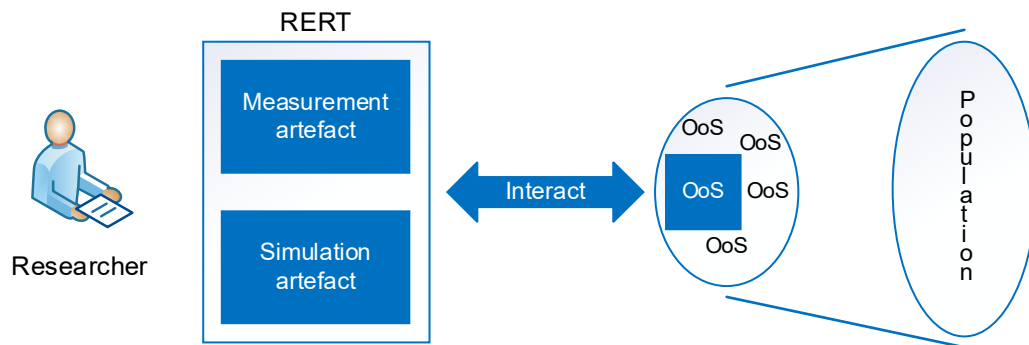 RERT
Measurement
artefact
Simulation
artefact
Researcher
Interact
OoS
OoS
OoS
OoS
OoS
Population